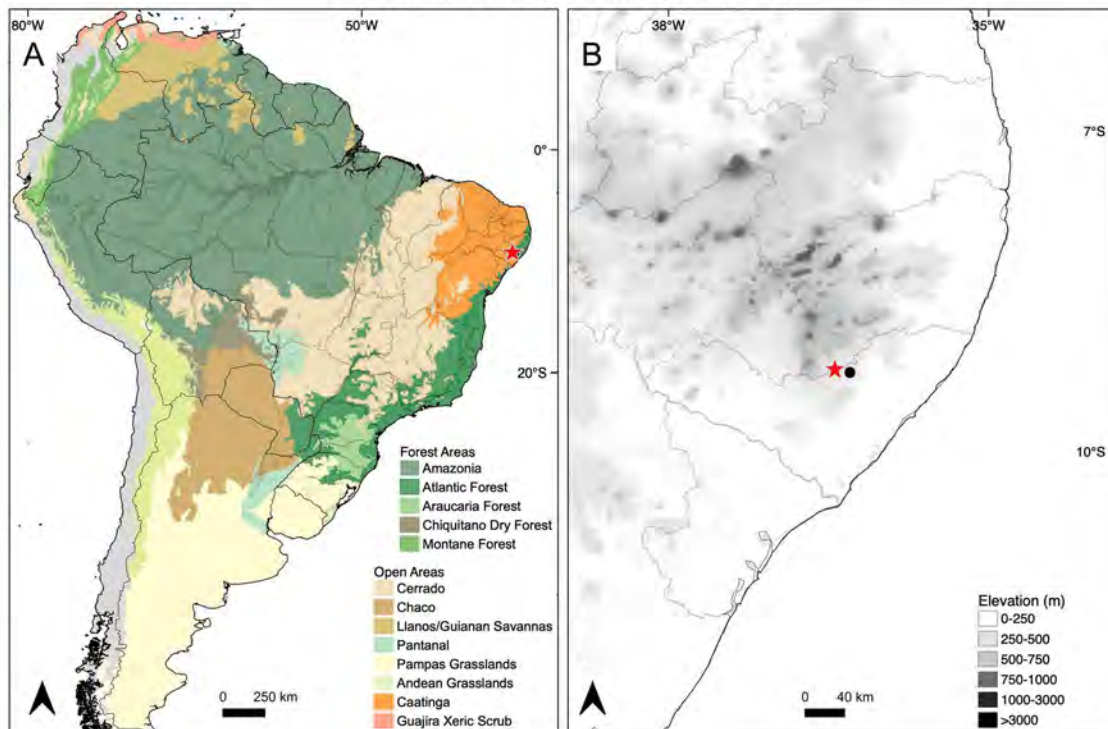 80°W
50°W
A
0°
20°S
Forest Areas
Amazonia
Atlantic Forest
Araucaria Forest
Chiquitano Dry Forest
Montane Forest
Open Areas
Cerrado
Chaco
Llanos/Guianan Savannas
Pantanal
Pampas Grasslands
Andean Grasslands
Caatinga
Guajira Xeric Scrub
0 250 km
38°W
35°W
B
7°S
10°S
Elevation (m)
0-250
250-500
500-750
750-1000
1000-3000
>3000
0 40 km